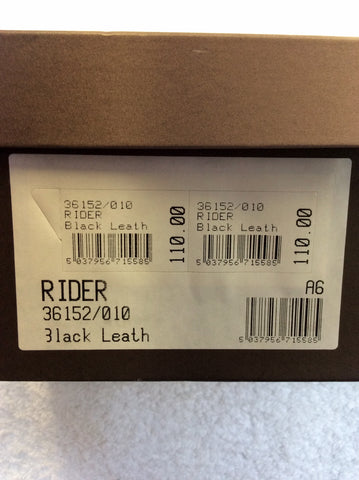 36152/010
RIDER
Black Leath
110.00
5 037956 715585
36152/010
RIDER
Black Leath
110.00
5 037956 715585
RIDER
A6
36152/010
Black Leath
5 037956 715585